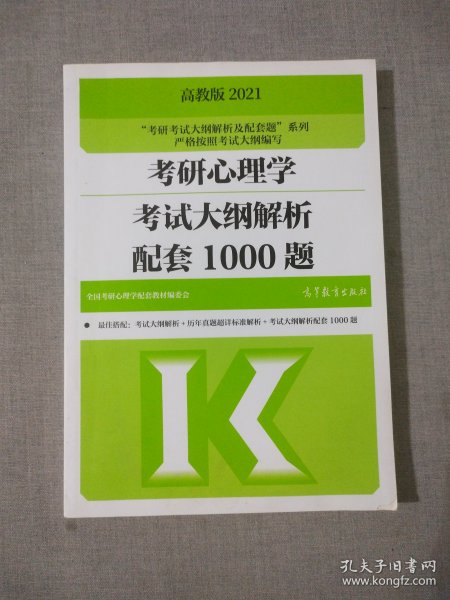 高教版 2021
“考研考试大纲解析及配套题”系列
严格按照考试大纲编写
考研心理学
考试大纲解析
配套 1000 题
全国考研心理学配套教材编委会
高等教育出版社
● 最佳搭配：考试大纲解析 + 历年真题超详标准解析 + 考试大纲解析配套 1000 题
K
孔夫子旧书网
www.kongfz.com